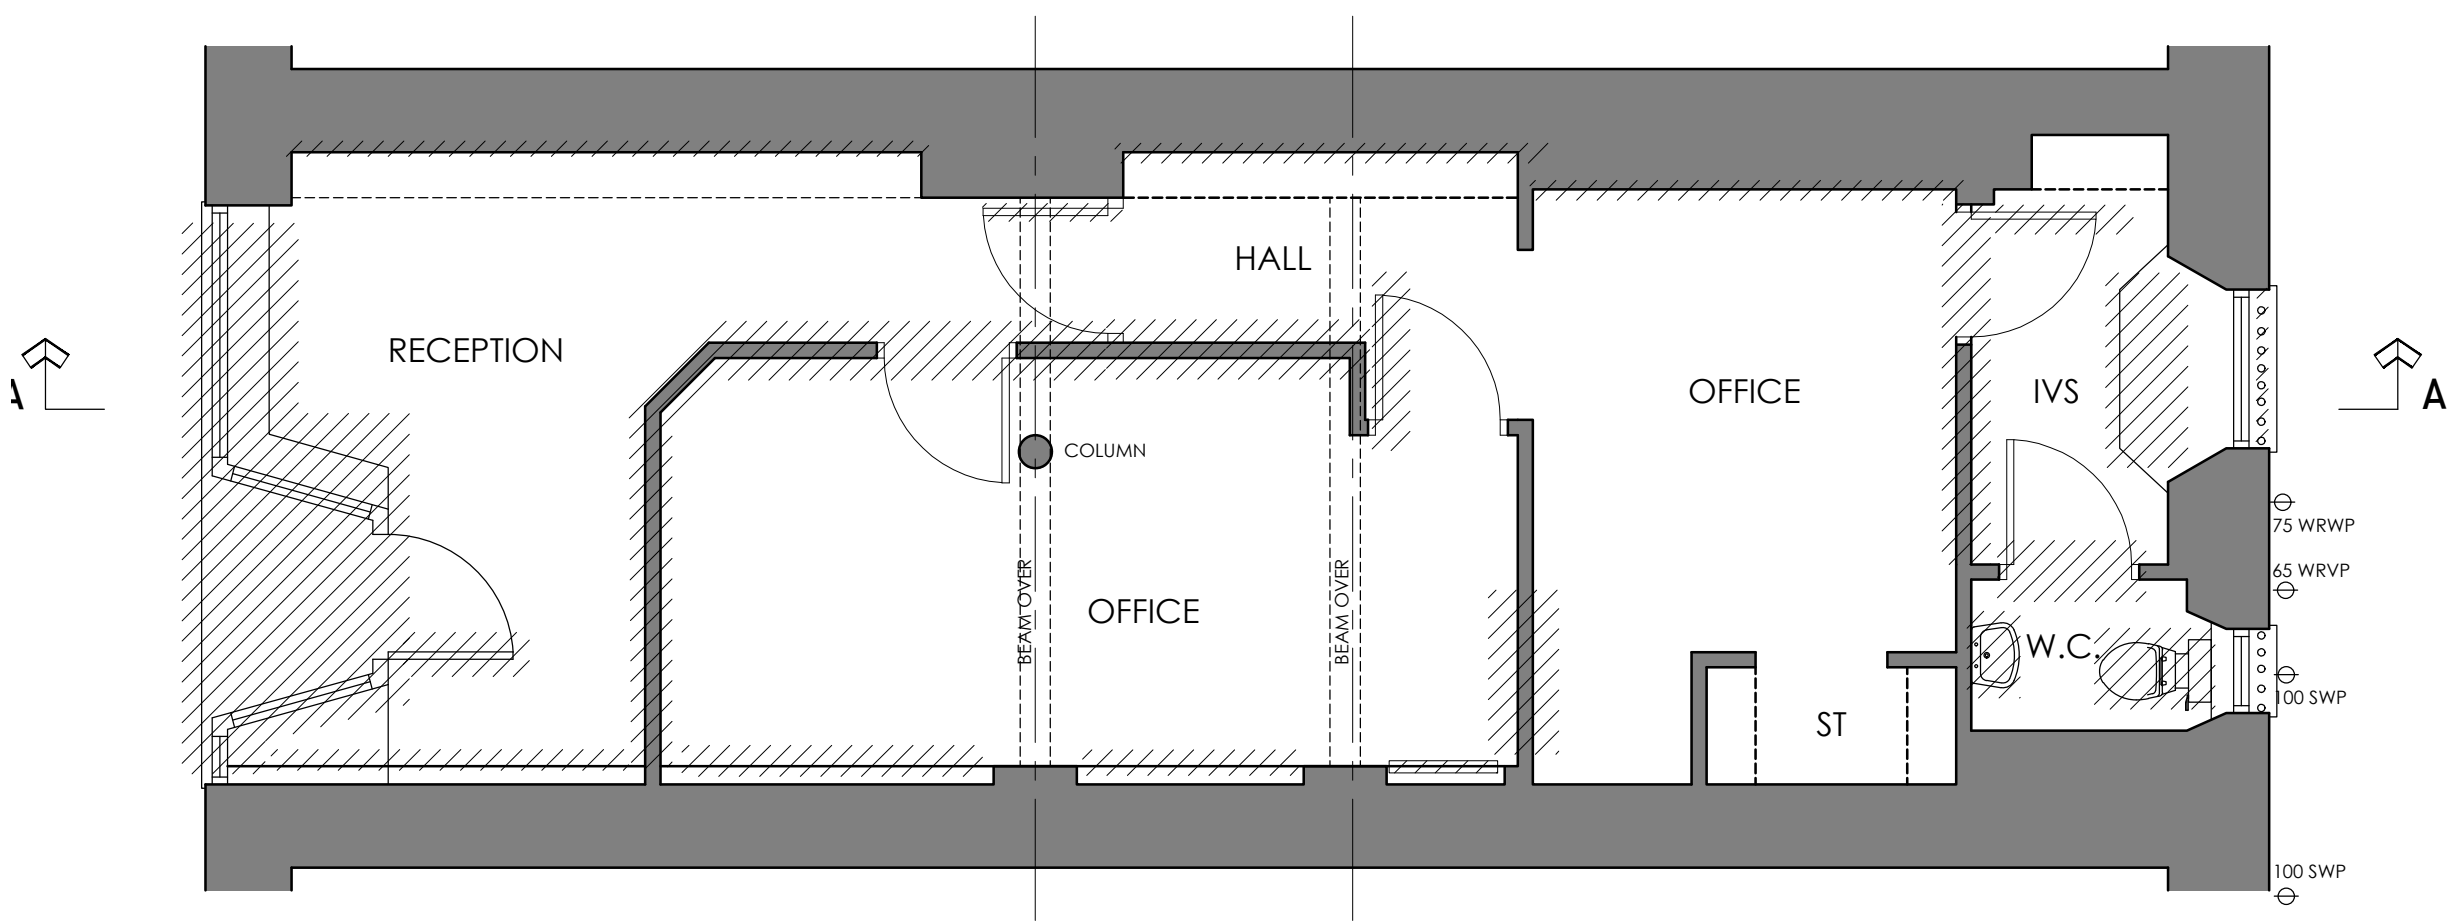 HALL
RECEPTION
OFFICE
IVS
A
A
COLUMN
75 WRWP
65 WRVP
BEAM OVER
BEAM OVER
OFFICE
W.C.
100 SWP
ST
100 SWP